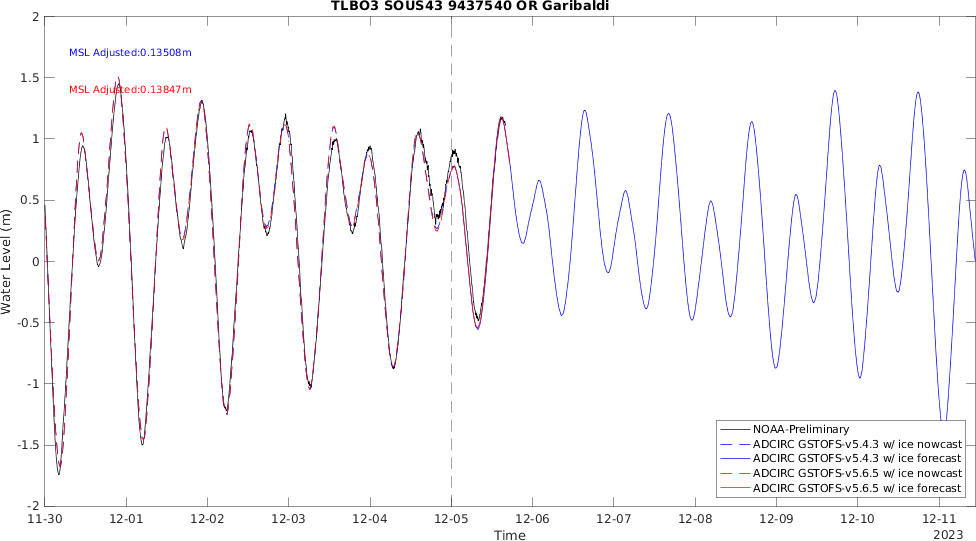 TLBO3 SOUS43 9437540 OR Garibaldi
2
MSL Adjusted:0.13508m
1.5
MSL Adjusted:0.13847m
1
0.5
Water Level (m)
0
-0.5
-1
-1.5
-2
NOAA-Preliminary
ADCIRC GSTOFS-v5.4.3 w/ ice nowcast
ADCIRC GSTOFS-v5.4.3 w/ ice forecast
ADCIRC GSTOFS-v5.6.5 w/ ice nowcast
ADCIRC GSTOFS-v5.6.5 w/ ice forecast
11-30 12-01 12-02 12-03 12-04 12-05 12-06 12-07 12-08 12-09 12-10 12-11
Time
2023